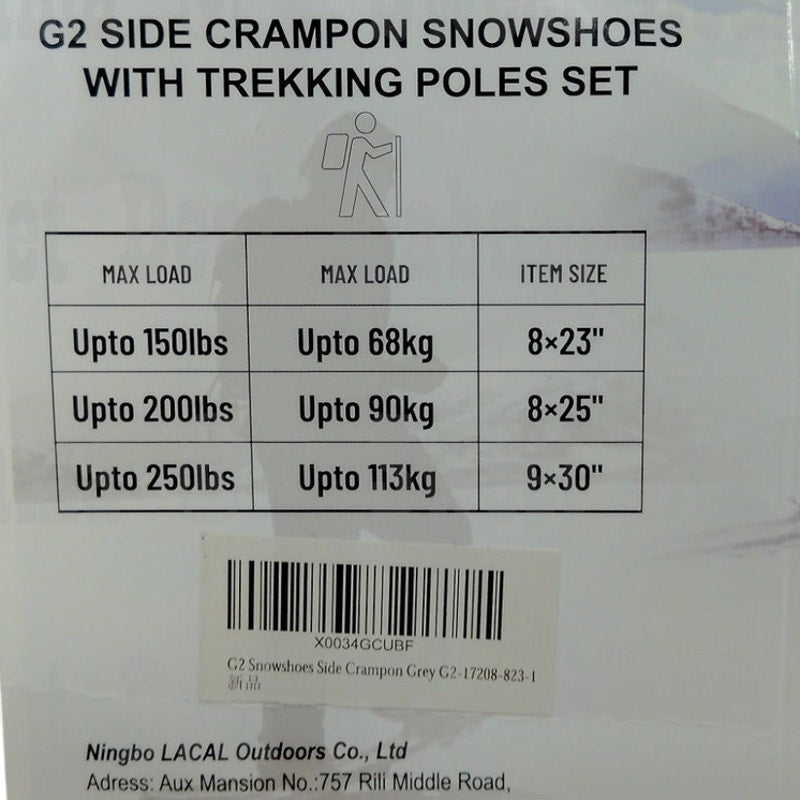 G2 SIDE CRAMPON SNOWSHOES
WITH TREKKING POLES SET
MAX LOAD MAX LOAD ITEM SIZE
Upto 150lbs Upto 68kg 8×23"
Upto 200lbs Upto 90kg 8×25"
Upto 250lbs Upto 113kg 9×30"
X0034GCUBF
G2 Snowshoes Side Crampon Grey G2-17208-823-1
新品
Ningbo LACAL Outdoors Co., Ltd
Adress: Aux Mansion No.:757 Rili Middle Road,